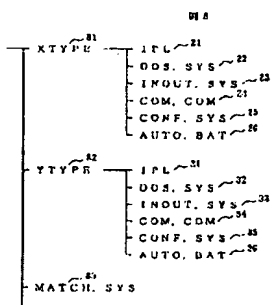 図 8
81
XTYPE
IPL 21
DOS. SYS 22
INOUT. SYS 23
COM. COM 24
CONF. SYS 25
AUTO. BAT 26
82
YTYPE
IPL 31
DOS. SYS 32
INOUT. SYS 33
COM. COM 34
CONF. SYS 35
AUTO. BAT 36
MATCH. SYS